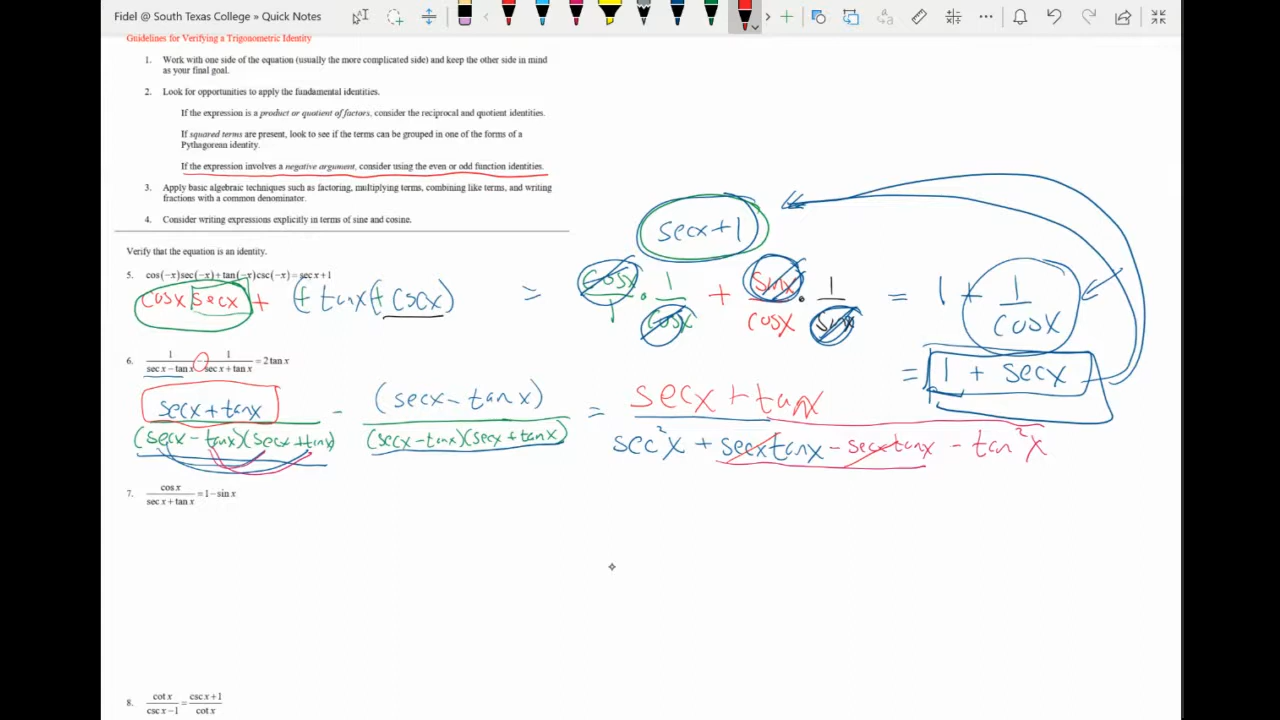 Fidel @ South Texas College » Quick Notes
Guidelines for Verifying a Trigonometric Identity
1. Work with one side of the equation (usually the more complicated side) and keep the other side in mind
as your final goal.
2. Look for opportunities to apply the fundamental identities.
If the expression is a product or quotient of factors, consider the reciprocal and quotient identities.
If squared terms are present, look to see if the terms can be grouped in one of the forms of a
Pythagorean identity.
If the expression involves a negative argument, consider using the even or odd function identities.
3. Apply basic algebraic techniques such as factoring, multiplying terms, combining like terms, and writing
fractions with a common denominator.
4. Consider writing expressions explicitly in terms of sine and cosine.
secx+1
Verify that the equation is an identity.
5. cos(−x)sec(−x)+tan(−x)csc(−x)=sec x+1
cosx secx + (-tanx)(-cscx) = cosx/1 · 1/cosx + sinx/cosx · 1/sinx = 1 + 1/cosx
= 1 + secx
6. 1/(sec x − tan x) − 1/(sec x + tan x) = 2 tan x
(secx+tanx)/((secx-tanx)(secx+tanx)) - (secx-tanx)/((secx-tanx)(secx+tanx)) = (secx+tanx)/(sec²x + secxtanx - secxtanx - tan²x)
7. cos x/(sec x + tan x) = 1 − sin x
8. cot x/(csc x − 1) = (csc x + 1)/cot x